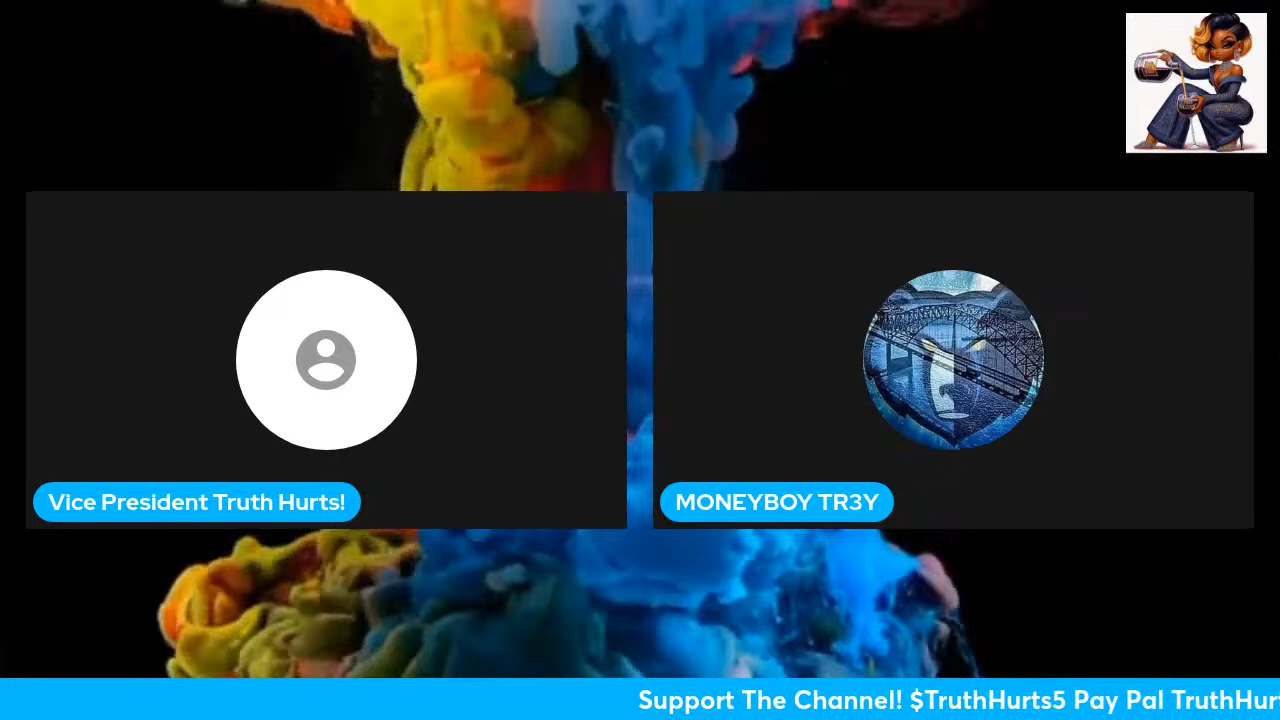 Vice President Truth Hurts!
MONEYBOY TR3Y
Support The Channel! $TruthHurts5 Pay Pal